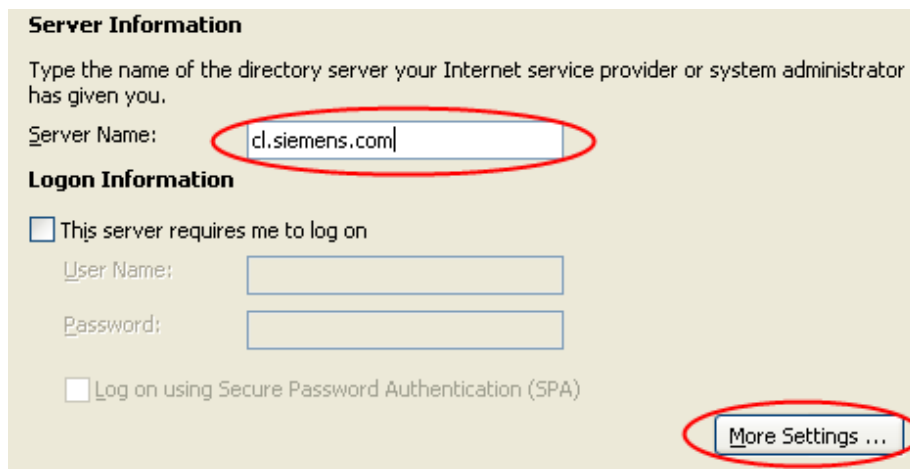 Server Information
Type the name of the directory server your Internet service provider or system administrator
has given you.
Server Name:
cl.siemens.com
Logon Information
This server requires me to log on
User Name:
Password:
Log on using Secure Password Authentication (SPA)
More Settings ...